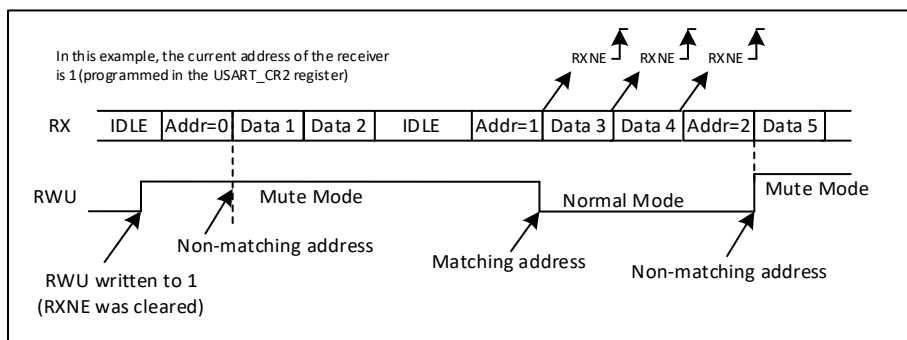 In this example, the current address of the receiver
is 1(programmed in the USART_CR2 register)
RXNE RXNE RXNE
RX IDLE Addr=0 Data 1 Data 2 IDLE Addr=1 Data 3 Data 4 Addr=2 Data 5
RWU Mute Mode Normal Mode Mute Mode
Non-matching address Matching address Non-matching address
RWU written to 1
(RXNE was cleared)